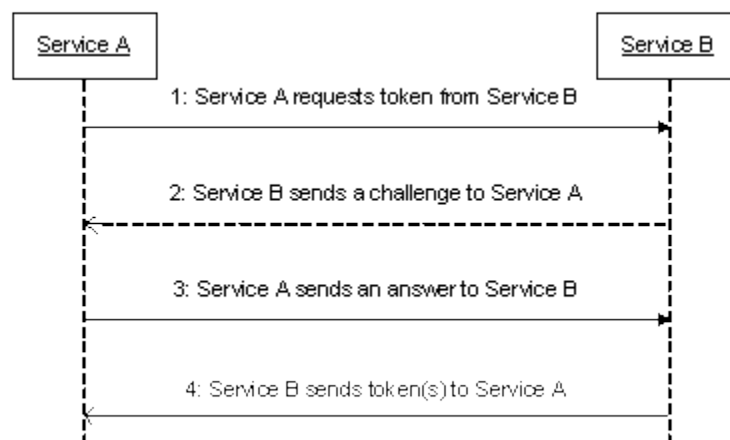 Service A
Service B
1: Service A requests token from Service B
2: Service B sends a challenge to Service A
3: Service A sends an answer to Service B
4: Service B sends token(s) to Service A